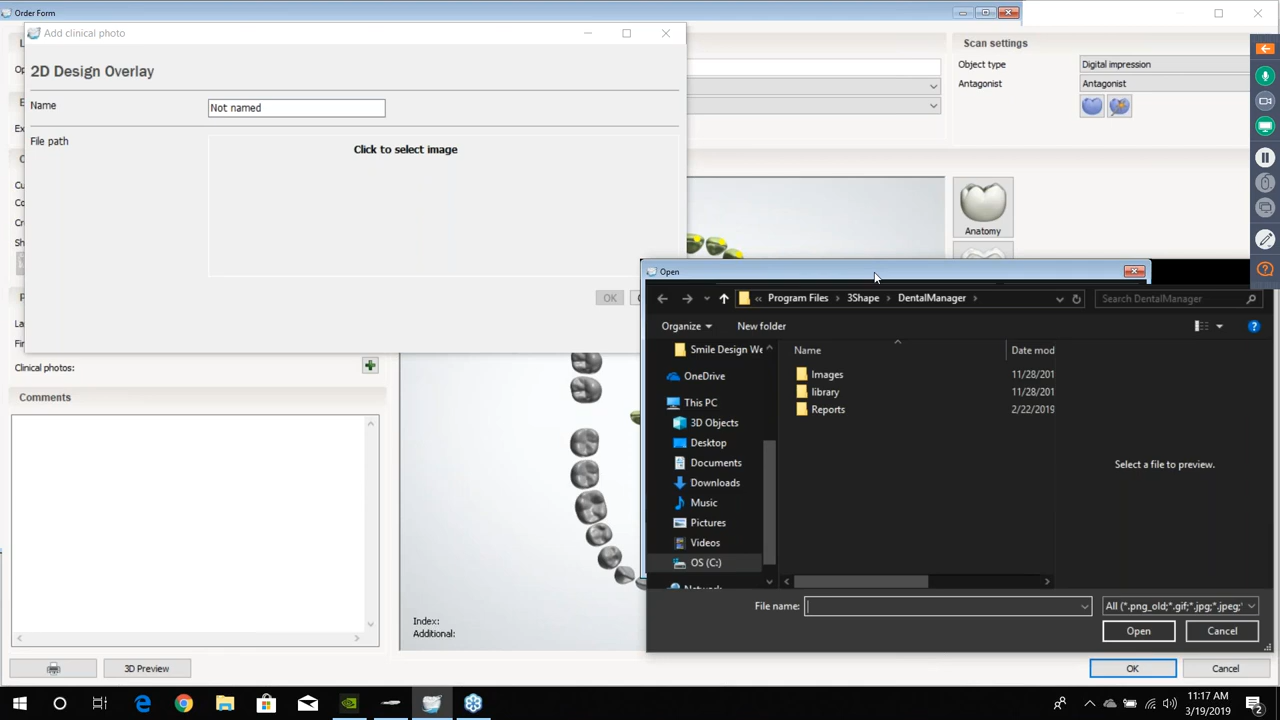 Order Form
Add clinical photo
2D Design Overlay
Name
Not named
File path
Click to select image
OK
Scan settings
Object type
Digital impression
Antagonist
Antagonist
Anatomy
Open
« Program Files › 3Shape › DentalManager ›
Search DentalManager
Organize
New folder
Smile Design We
OneDrive
This PC
3D Objects
Desktop
Documents
Downloads
Music
Pictures
Videos
OS (C:)
Name
Date mod
Images
11/28/201
library
11/28/201
Reports
2/22/2019
Select a file to preview.
File name:
All (*.png_old;*.gif;*.jpg;*.jpeg;*
Open
Cancel
Clinical photos:
Comments
Index:
Additional:
3D Preview
OK
Cancel
11:17 AM
3/19/2019
2